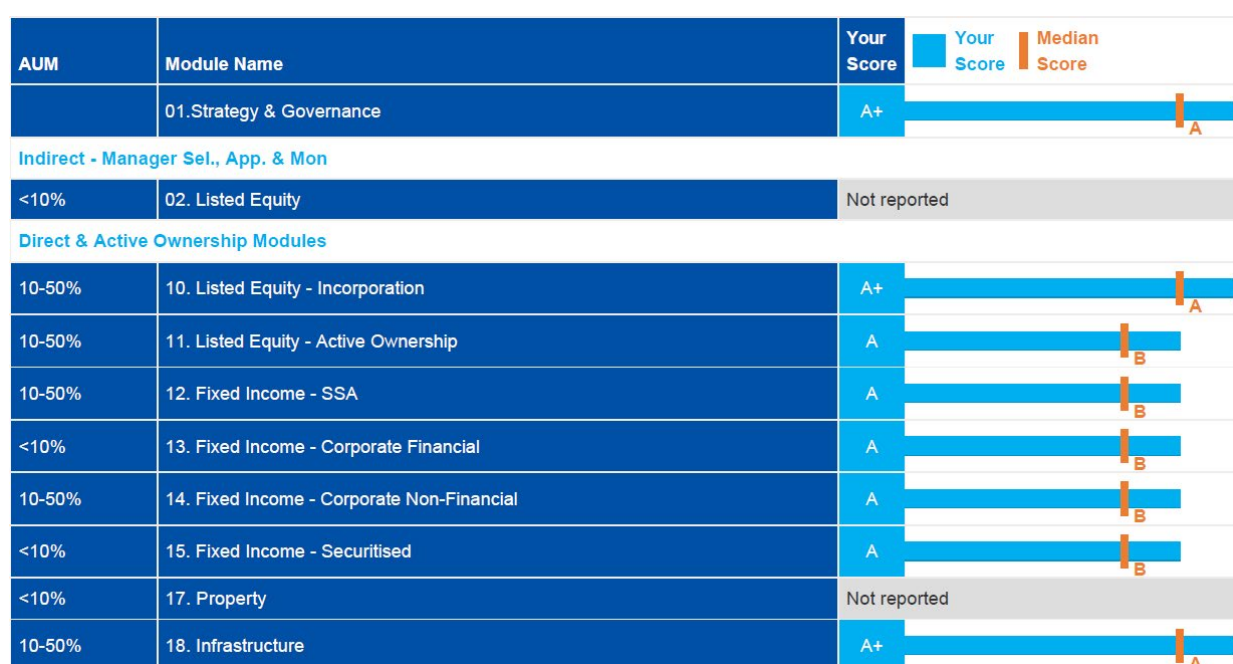 AUM Module Name Your Score Your Score Median Score
01.Strategy & Governance A+ A
Indirect - Manager Sel., App. & Mon
<10% 02. Listed Equity Not reported
Direct & Active Ownership Modules
10-50% 10. Listed Equity - Incorporation A+ A
10-50% 11. Listed Equity - Active Ownership A B
10-50% 12. Fixed Income - SSA A B
<10% 13. Fixed Income - Corporate Financial A B
10-50% 14. Fixed Income - Corporate Non-Financial A B
<10% 15. Fixed Income - Securitised A B
<10% 17. Property Not reported
10-50% 18. Infrastructure A+ A